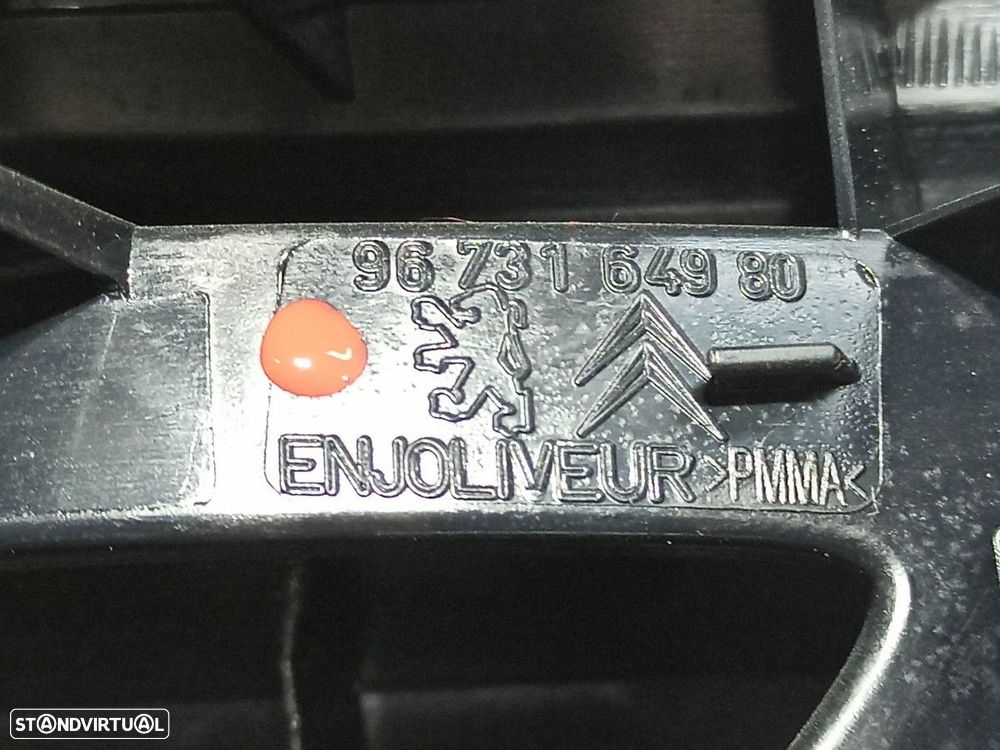 96 731 649 80
ENJOLIVEUR >PMMA<
STANDVIRTUAL